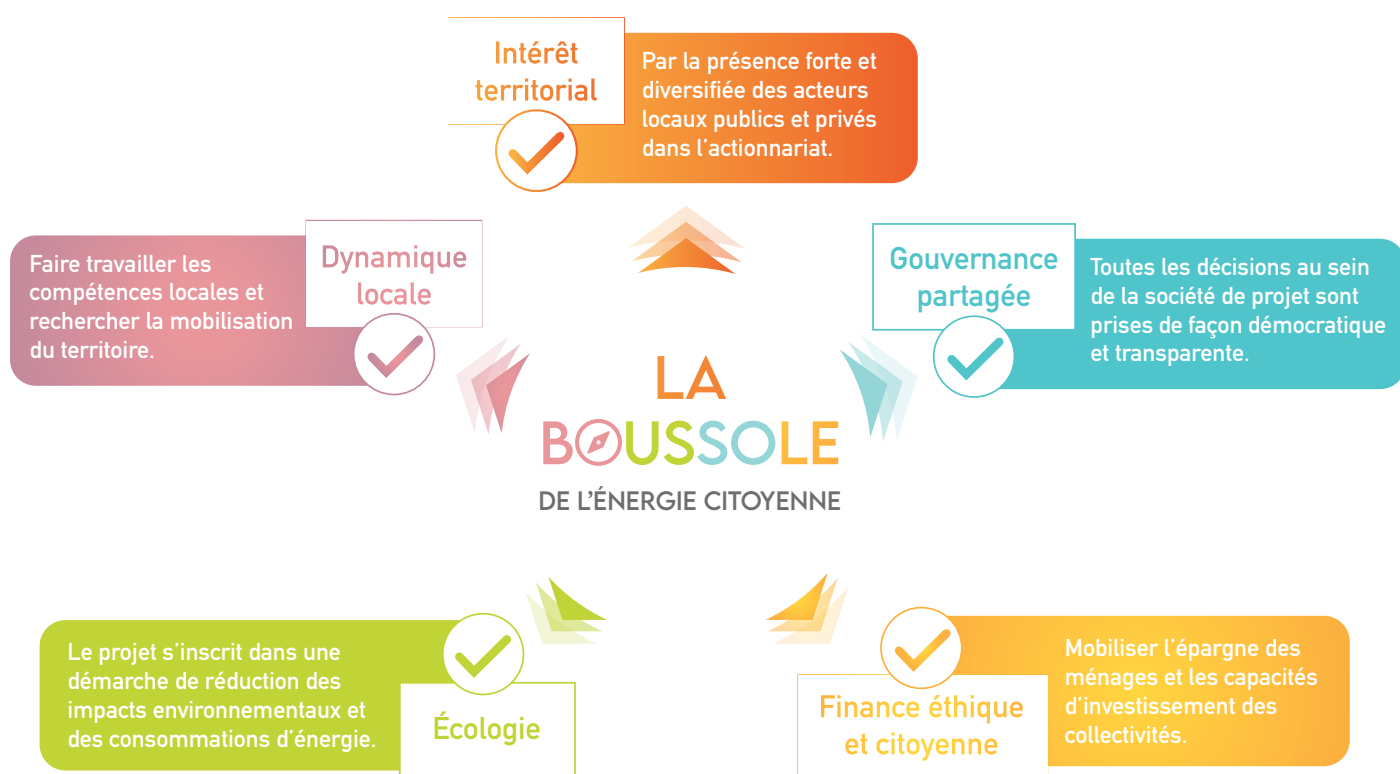 Intérêt
territorial
Par la présence forte et
diversifiée des acteurs
locaux publics et privés
dans l'actionnariat.
Faire travailler les
compétences locales et
rechercher la mobilisation
du territoire.
Dynamique
locale
Gouvernance
partagée
Toutes les décisions au sein
de la société de projet sont
prises de façon démocratique
et transparente.
LA
BOUSSOLE
DE L'ÉNERGIE CITOYENNE
Le projet s'inscrit dans une
démarche de réduction des
impacts environnementaux et
des consommations d'énergie.
Écologie
Finance éthique
et citoyenne
Mobiliser l'épargne des
ménages et les capacités
d'investissement des
collectivités.